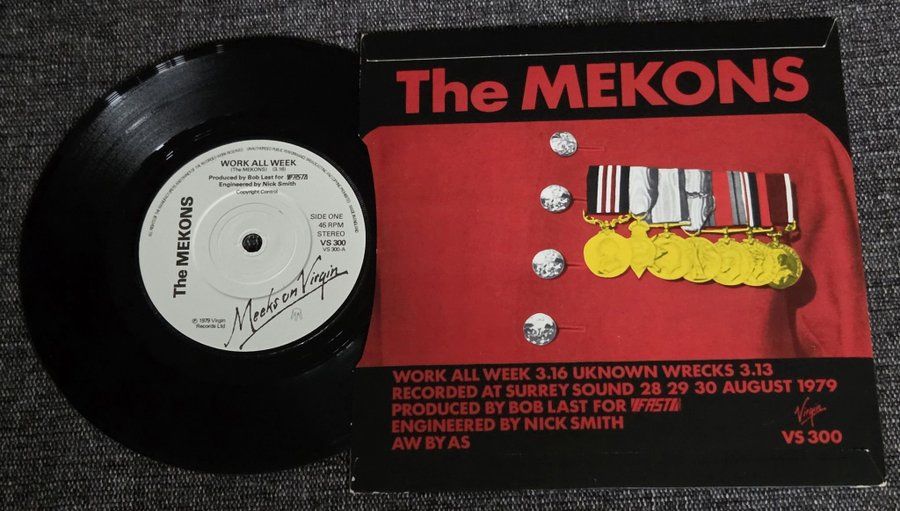 WORK ALL WEEK
(The MEKONS) (3.16)
Produced by Bob Last for FAST
Engineered by Nick Smith
Copyright Control
The MEKONS
SIDE ONE
45 RPM
STEREO
VS 300
VS 300-A
Meeks on Virgin
℗ 1979 Virgin
Records Ltd
The MEKONS
WORK ALL WEEK 3.16 UKNOWN WRECKS 3.13
RECORDED AT SURREY SOUND 28 29 30 AUGUST 1979
PRODUCED BY BOB LAST FOR FAST
ENGINEERED BY NICK SMITH
AW BY AS
Virgin
VS 300